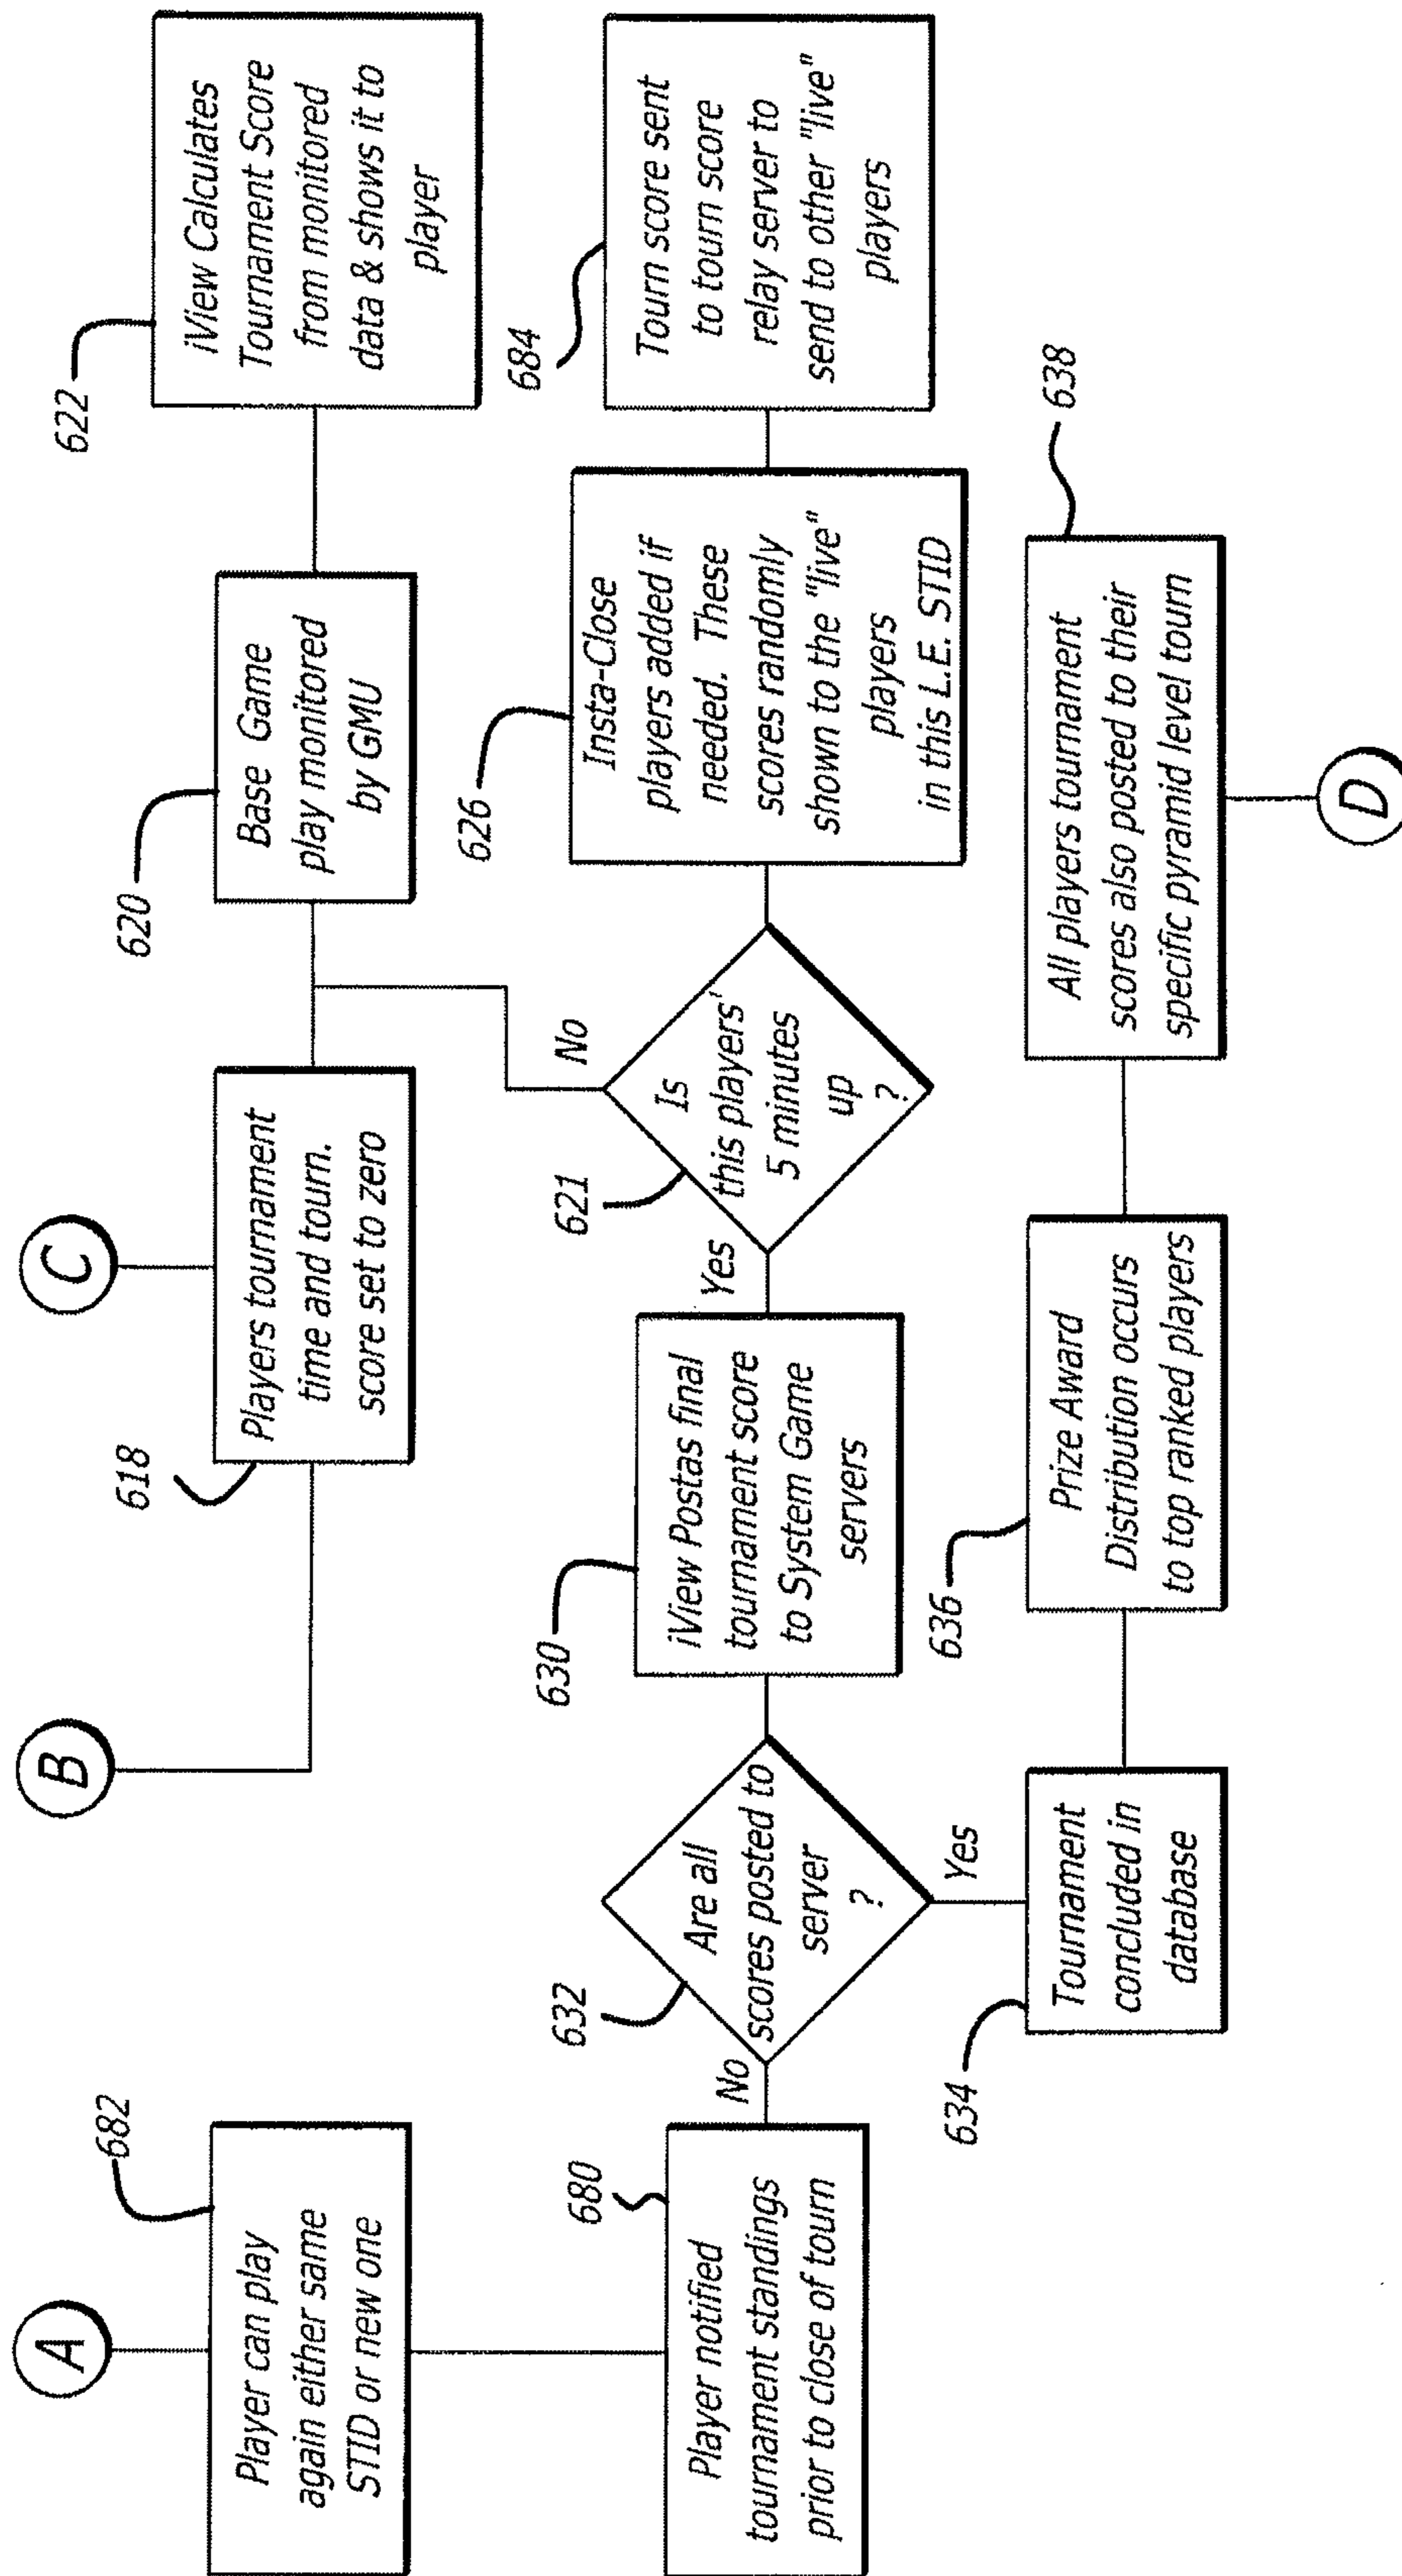 A
B
C
682
Player can play
again either same
STID or new one
618
Players tournament
time and tourn.
score set to zero
620
Base Game
play monitored
by GMU
622
iView Calculates
Tournament Score
from monitored
data & shows it to
player
680
Player notified
tournament standings
prior to close of tourn
No
632
Are all
scores posted to
server
?
Yes
630
iView Postas final
tournament score
to System Game
servers
Yes
621
Is
this players'
5 minutes
up
?
No
626
Insta-Close
players added if
needed. These
scores randomly
shown to the "live"
players
in this L.E. STID
684
Tourn score sent
to tourn score
relay server to
send to other "live"
players
634
Tournament
concluded in
database
636
Prize Award
Distribution occurs
to top ranked players
638
All players tournament
scores also posted to their
specific pyramid level tourn
D